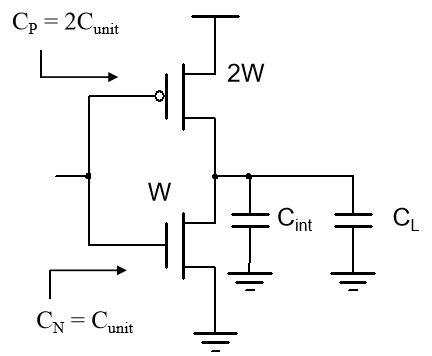 C_P = 2C_unit
2W
W
C_int
C_L
C_N = C_unit